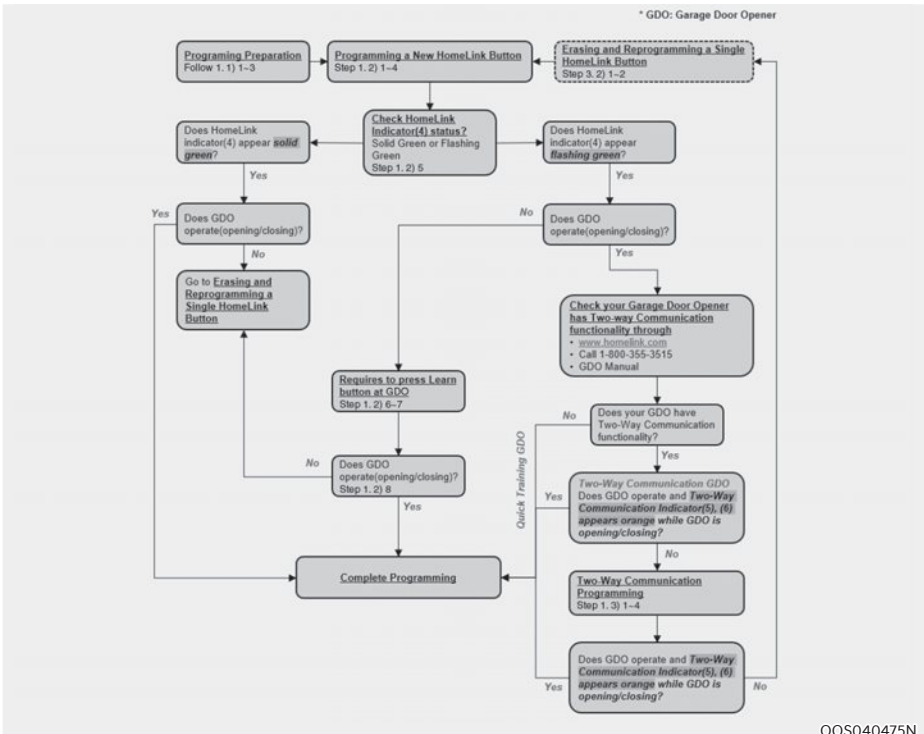 * GDO: Garage Door Opener
Programing Preparation
Follow 1. 1) 1~3
Programming a New HomeLink Button
Step 1. 2) 1~4
Erasing and Reprogramming a Single
HomeLink Button
Step 3. 2) 1~2
Check HomeLink
Indicator(4) status?
Solid Green or Flashing
Green
Step 1. 2) 5
Does HomeLink
indicator(4) appear solid
green?
Does HomeLink
indicator(4) appear
flashing green?
Yes
Yes
Yes
Does GDO
operate(opening/closing)?
No
Does GDO
operate(opening/closing)?
No
Yes
Go to Erasing and
Reprogramming a
Single HomeLink
Button
Check your Garage Door Opener
has Two-way Communication
functionality through
• www.homelink.com
• Call 1-800-355-3515
• GDO Manual
Requires to press Learn
button at GDO
Step 1. 2) 6~7
No
Does your GDO have
Two-Way Communication
functionality?
Quick Training GDO
Yes
No
Does GDO
operate(opening/closing)?
Step 1. 2) 8
Yes
Yes
Two-Way Communication GDO
Does GDO operate and Two-Way
Communication Indicator(5), (6)
appears orange while GDO is
opening/closing?
No
Complete Programming
Two-Way Communication
Programming
Step 1. 3) 1~4
Does GDO operate and Two-Way
Communication Indicator(5), (6)
appears orange while GDO is
opening/closing?
Yes
No
OOS040475N